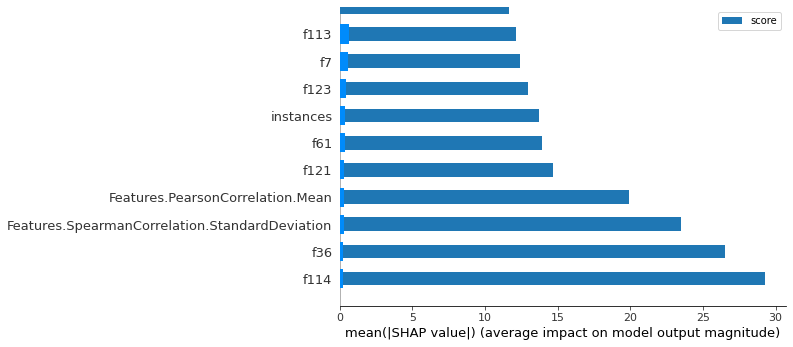 score
f113
f7
f123
instances
f61
f121
Features.PearsonCorrelation.Mean
Features.SpearmanCorrelation.StandardDeviation
f36
f114
0 5 10 15 20 25 30
mean(|SHAP value|) (average impact on model output magnitude)